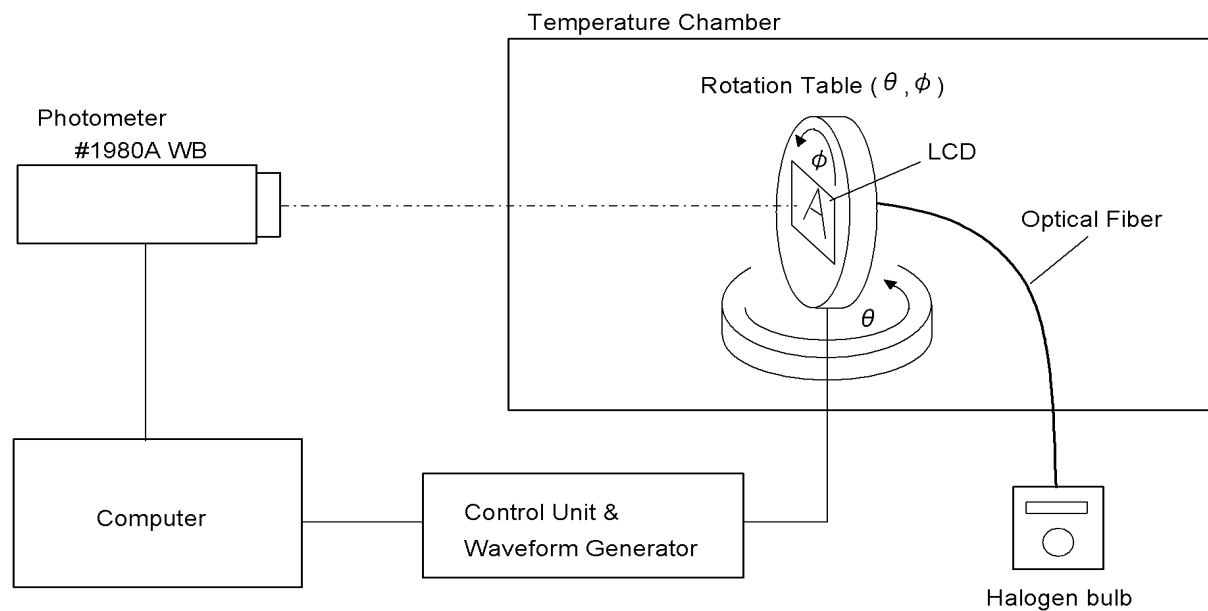 Temperature Chamber
Rotation Table ( θ , ϕ )
Photometer
#1980A WB
ϕ
LCD
A
Optical Fiber
θ
Computer
Control Unit &
Waveform Generator
Halogen bulb